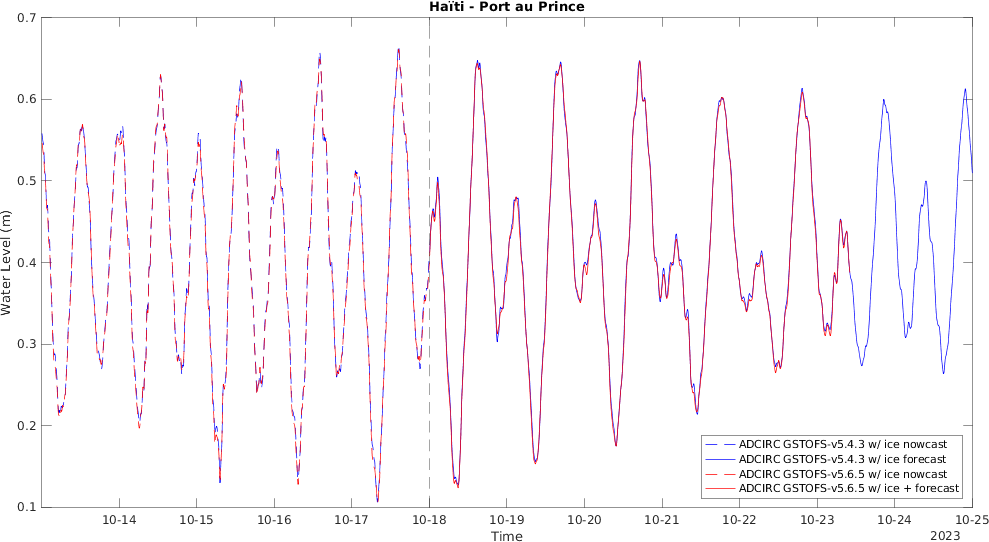 Haïti - Port au Prince
0.7
0.6
0.5
0.4
0.3
0.2
0.1
Water Level (m)
ADCIRC GSTOFS-v5.4.3 w/ ice nowcast
ADCIRC GSTOFS-v5.4.3 w/ ice forecast
ADCIRC GSTOFS-v5.6.5 w/ ice nowcast
ADCIRC GSTOFS-v5.6.5 w/ ice + forecast
10-14 10-15 10-16 10-17 10-18 10-19 10-20 10-21 10-22 10-23 10-24 10-25
Time
2023